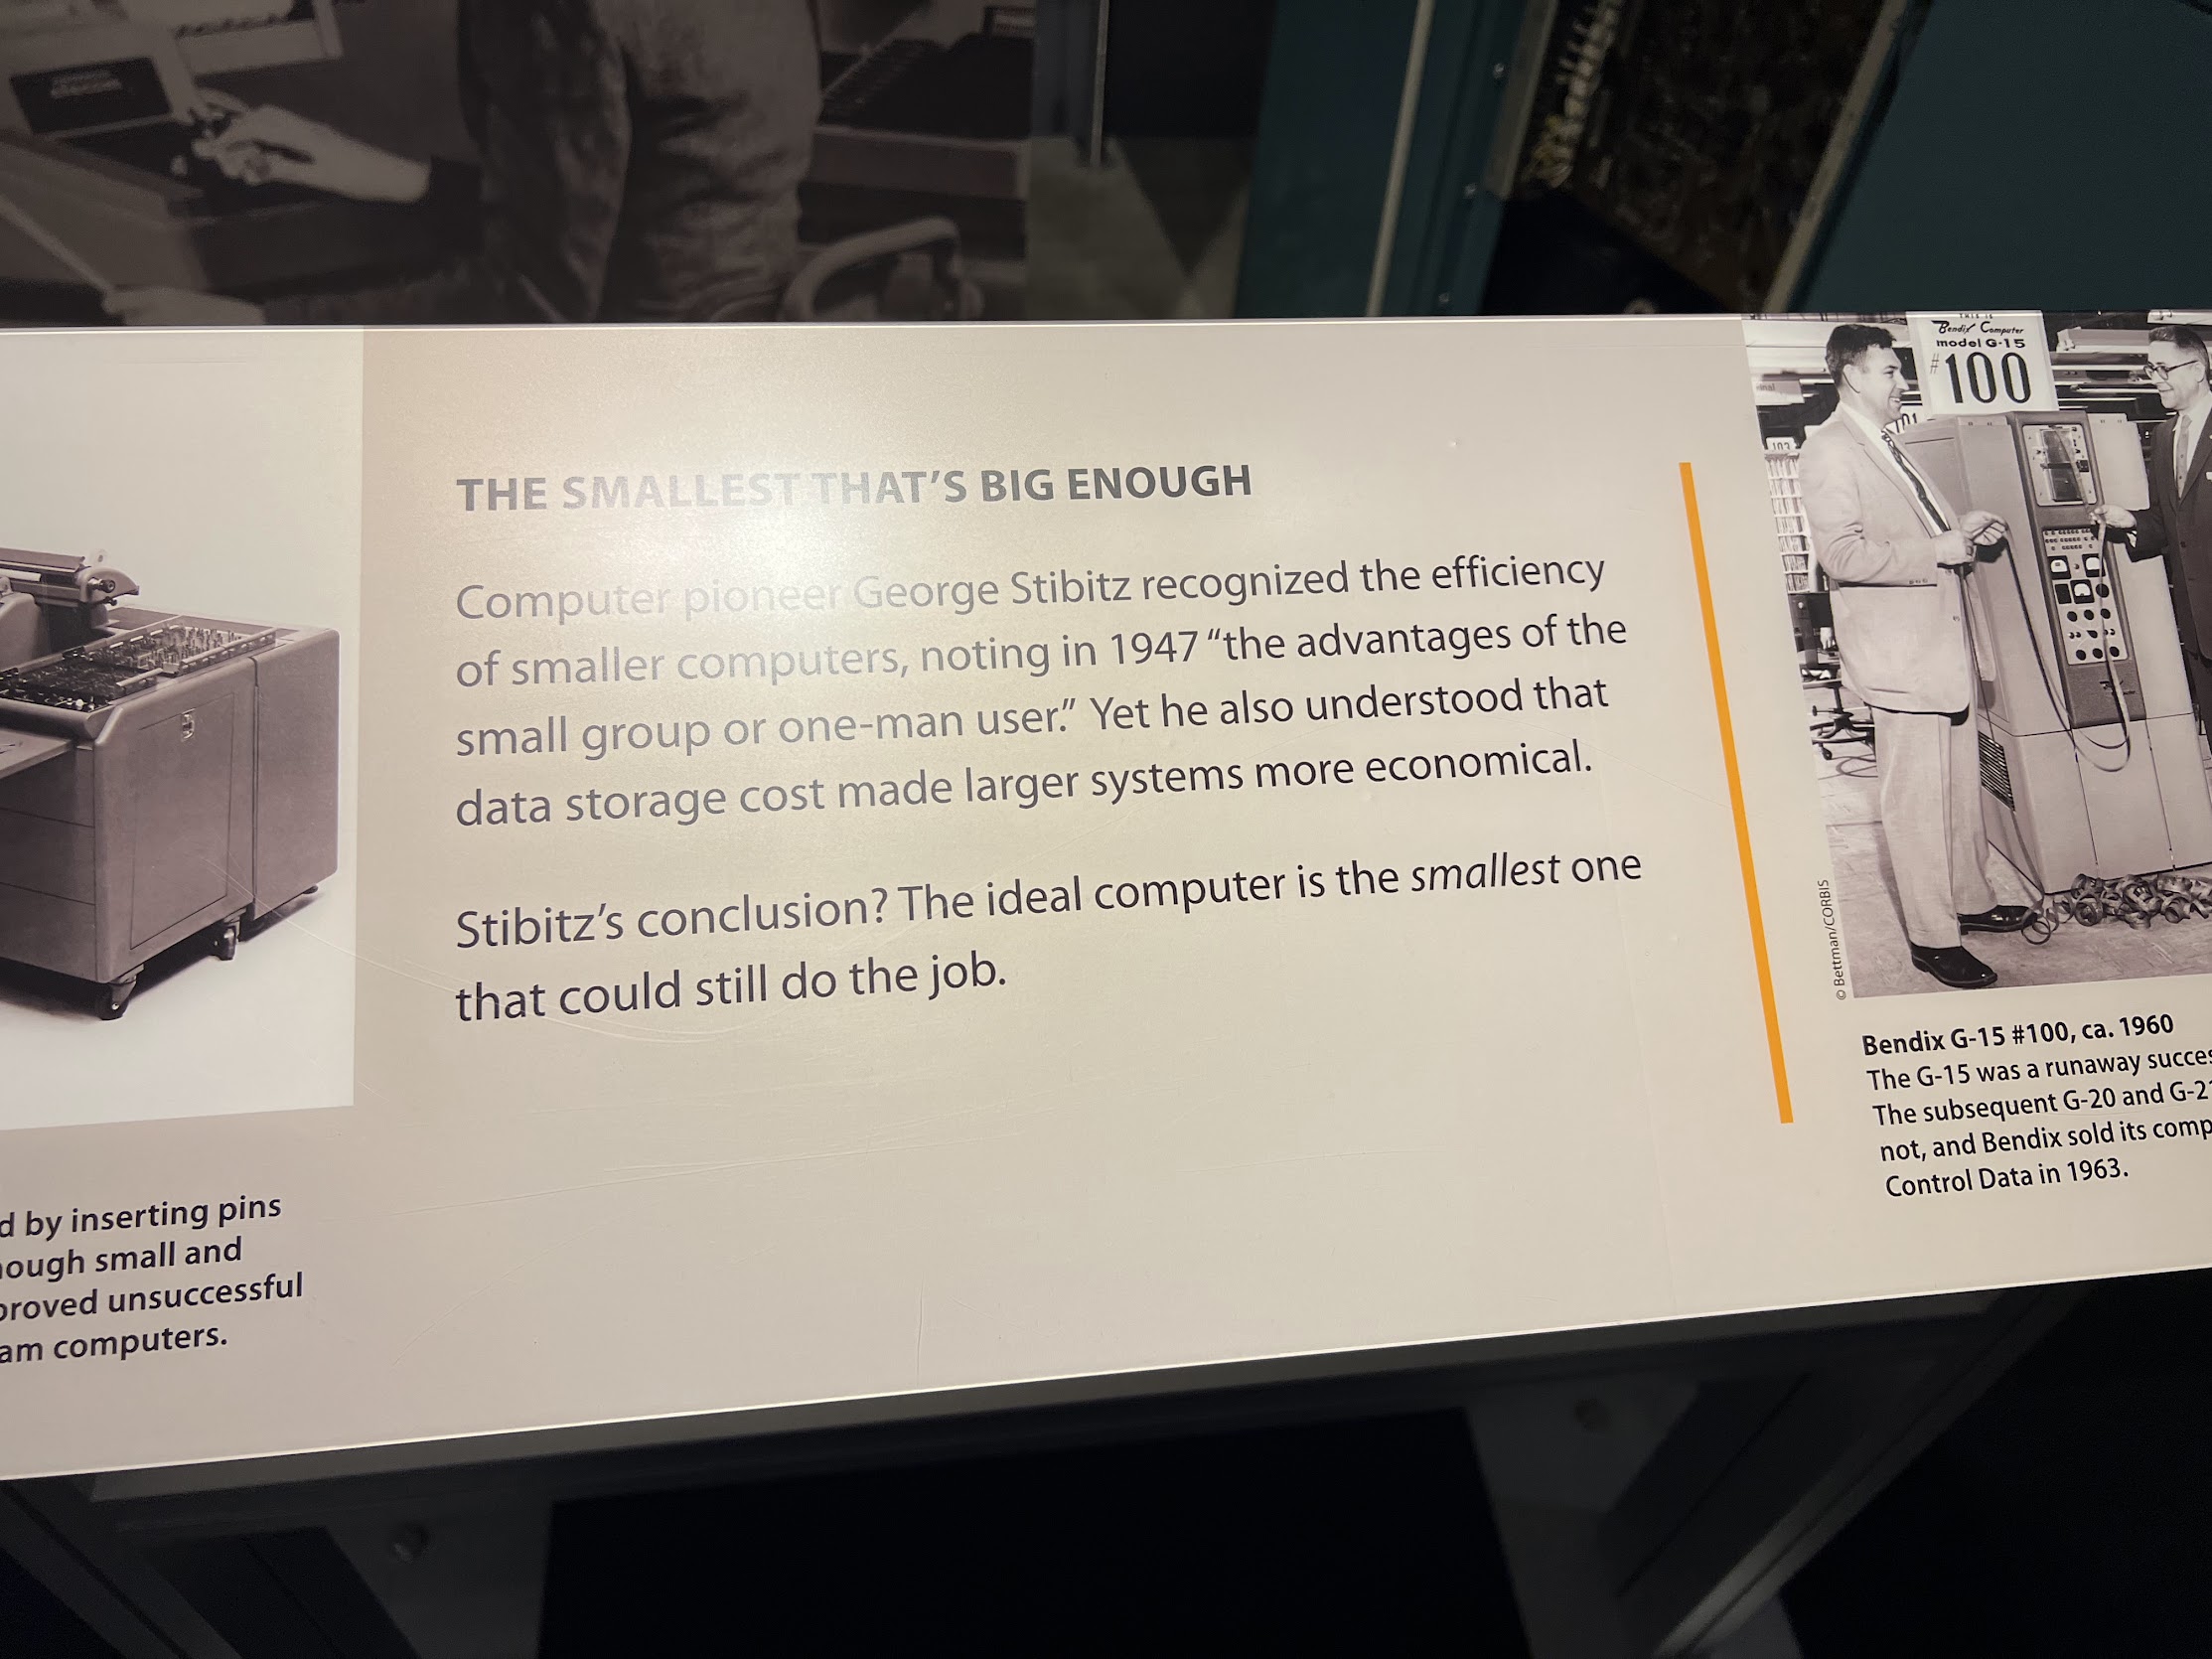 THE SMALLEST THAT'S BIG ENOUGH
Computer pioneer George Stibitz recognized the efficiency
of smaller computers, noting in 1947 “the advantages of the
small group or one-man user.” Yet he also understood that
data storage cost made larger systems more economical.
Stibitz’s conclusion? The ideal computer is the smallest one
that could still do the job.
by inserting pins
small and
unsuccessful
computers.
THIS IS
Bendix Computer
model G-15
#100
101
103
© Bettman/CORBIS
Bendix G-15 #100, ca. 1960
The G-15 was a runaway
The subsequent G-20 and
not, and Bendix sold its
Control Data in 1963.